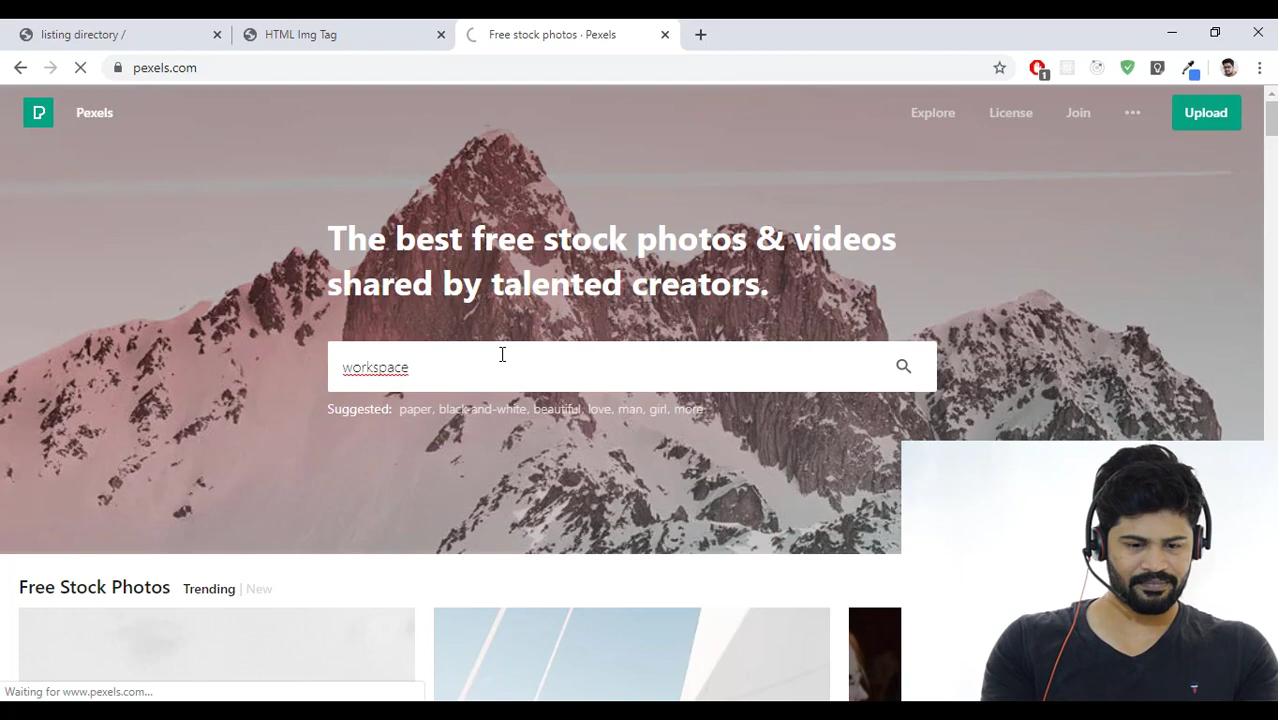 listing directory /
HTML Img Tag
Free stock photos · Pexels
pexels.com
1
Pexels
Explore
License
Join
Upload
The best free stock photos & videos
shared by talented creators.
workspace
Suggested: paper, black-and-white, beautiful, love, man, girl, more
Free Stock Photos Trending | New
Waiting for www.pexels.com...